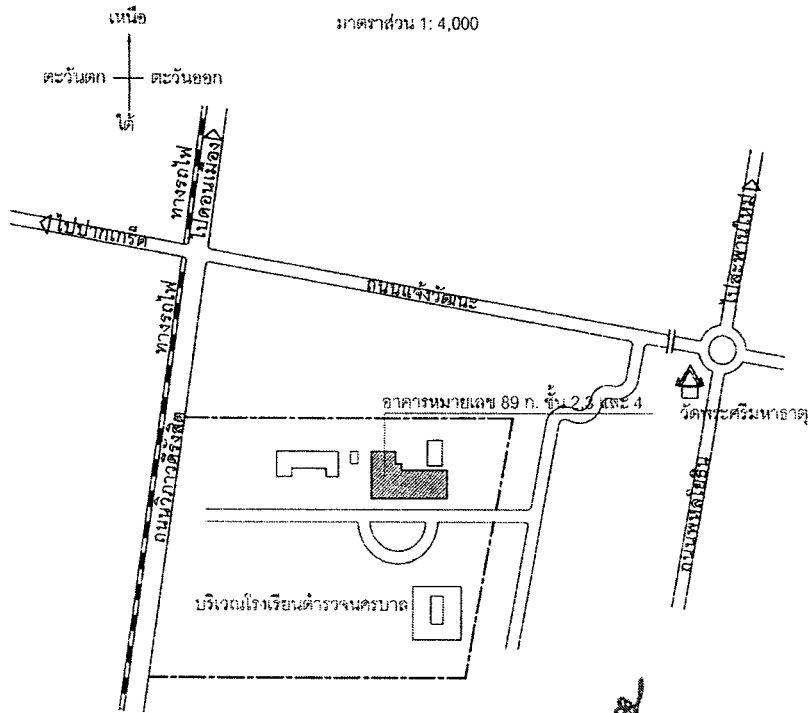 เหนือ
มาตราส่วน 1: 4,000
ตะวันตก
ตะวันออก
ใต้
ทางรถไฟ
ไปดอนเมือง
ไปปากเกร็ด
ไปสะพานใหม่
ถนนแจ้งวัฒนะ
ทางรถไฟ
อาคารหมายเลข 89 ก. ชั้น 2,3 และ 4
วัดพระศรีมหาธาตุ
ถนนวิภาวดีรังสิต
ถนนพหลโยธิน
บริเวณโรงเรียนตำรวจนครบาล